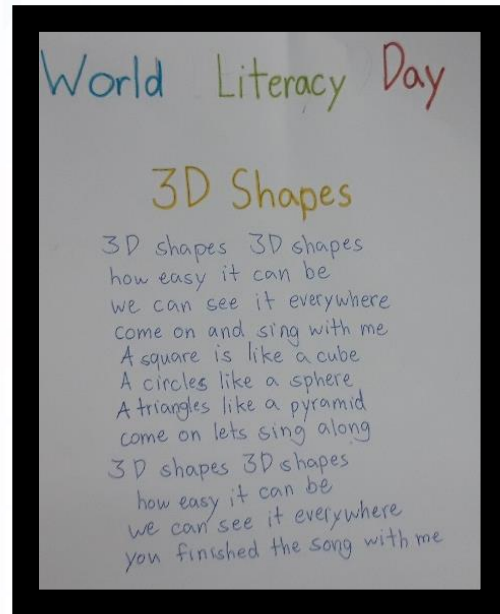 World Literacy Day
3D Shapes
3D shapes 3D shapes
how easy it can be
we can see it everywhere
come on and sing with me
A square is like a cube
A circles like a sphere
A triangles like a pyramid
come on lets sing along
3D shapes 3D shapes
how easy it can be
we can see it everywhere
you finished the song with me